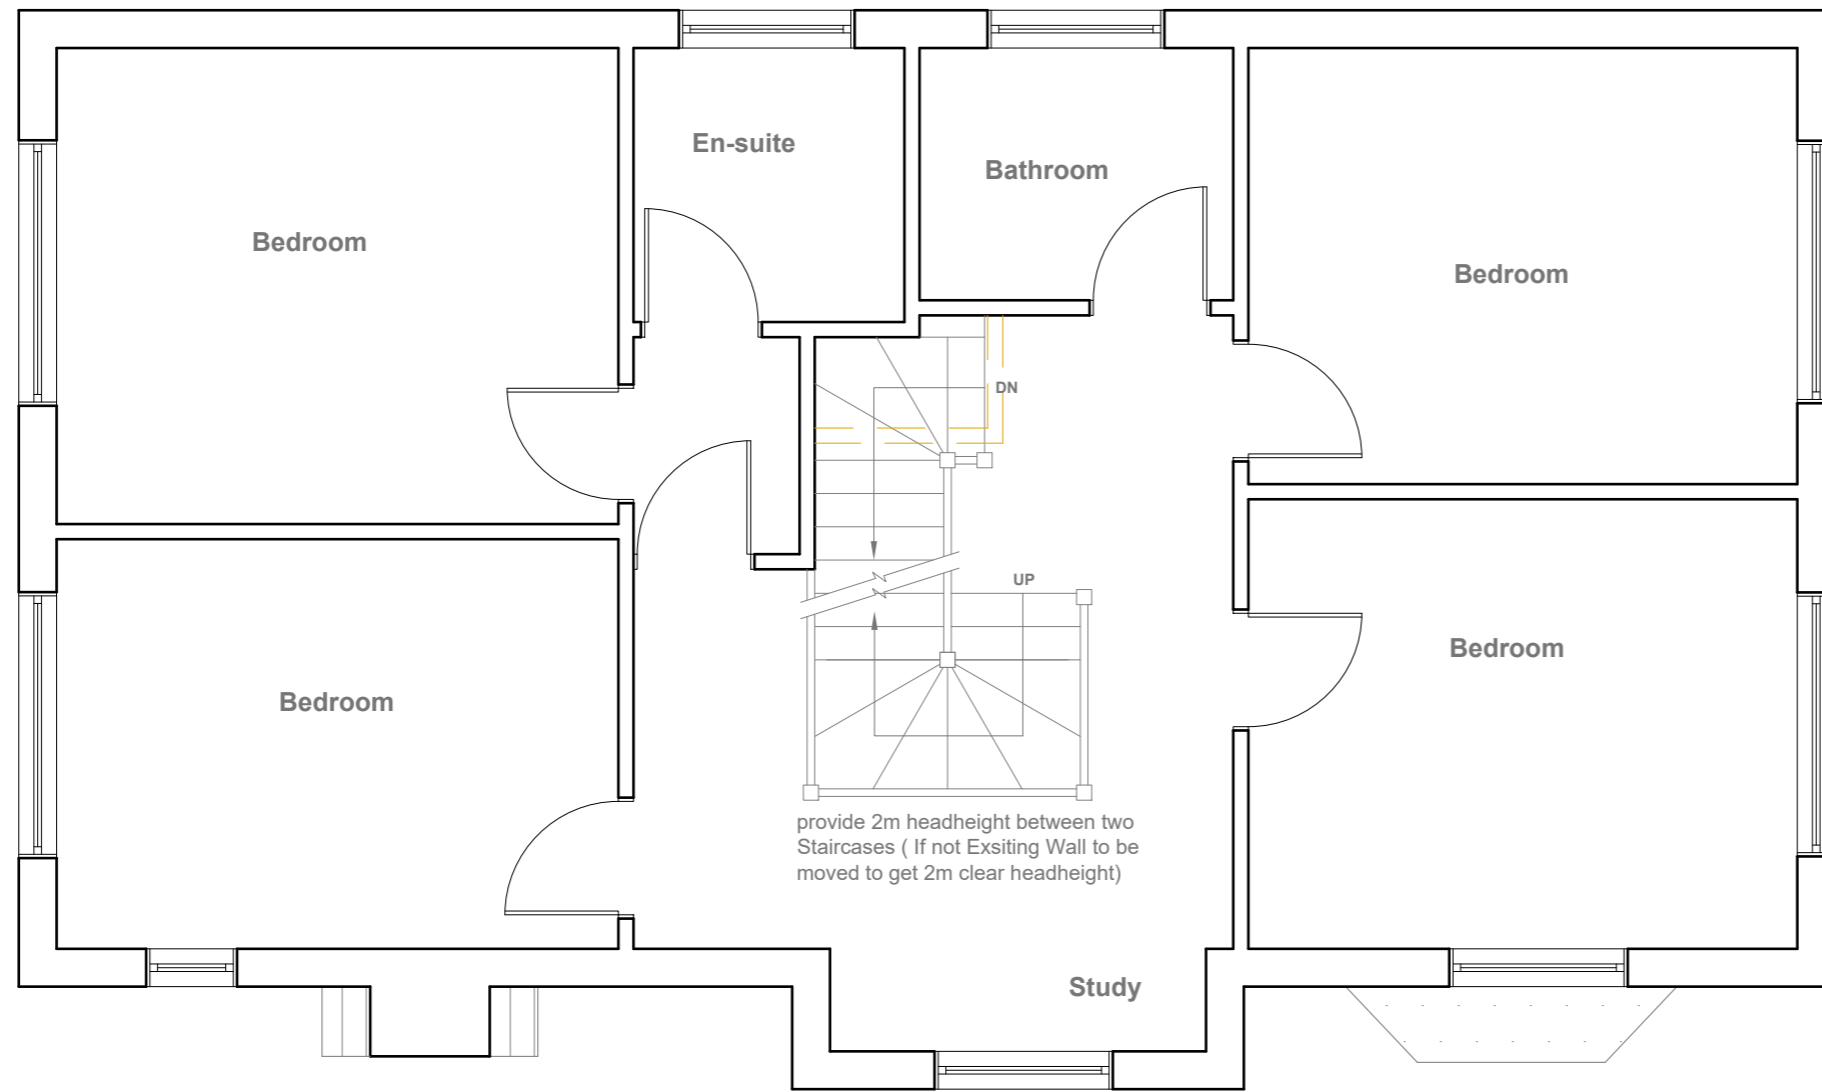 En-suite
Bathroom
Bedroom
Bedroom
DN
UP
Bedroom
Bedroom
provide 2m headheight between two
Staircases ( If not Exsiting Wall to be
moved to get 2m clear headheight)
Study